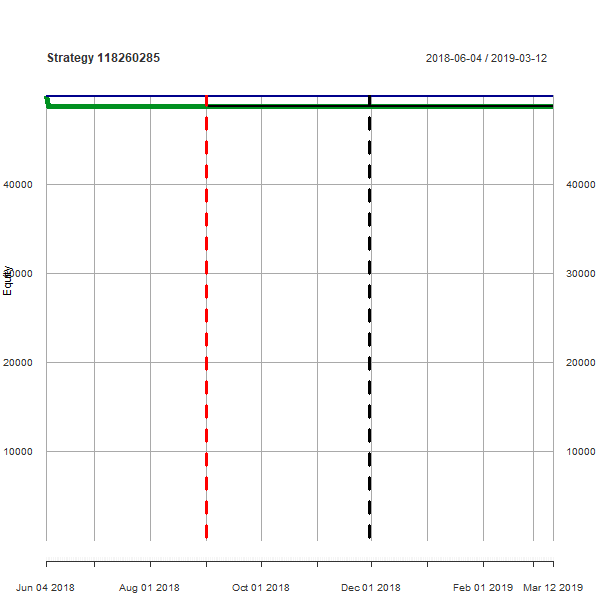 Strategy 118260285
2018-06-04 / 2019-03-12
40000 40000
Equity
30000 30000
20000 20000
10000 10000
Jun 04 2018 Aug 01 2018 Oct 01 2018 Dec 01 2018 Feb 01 2019 Mar 12 2019